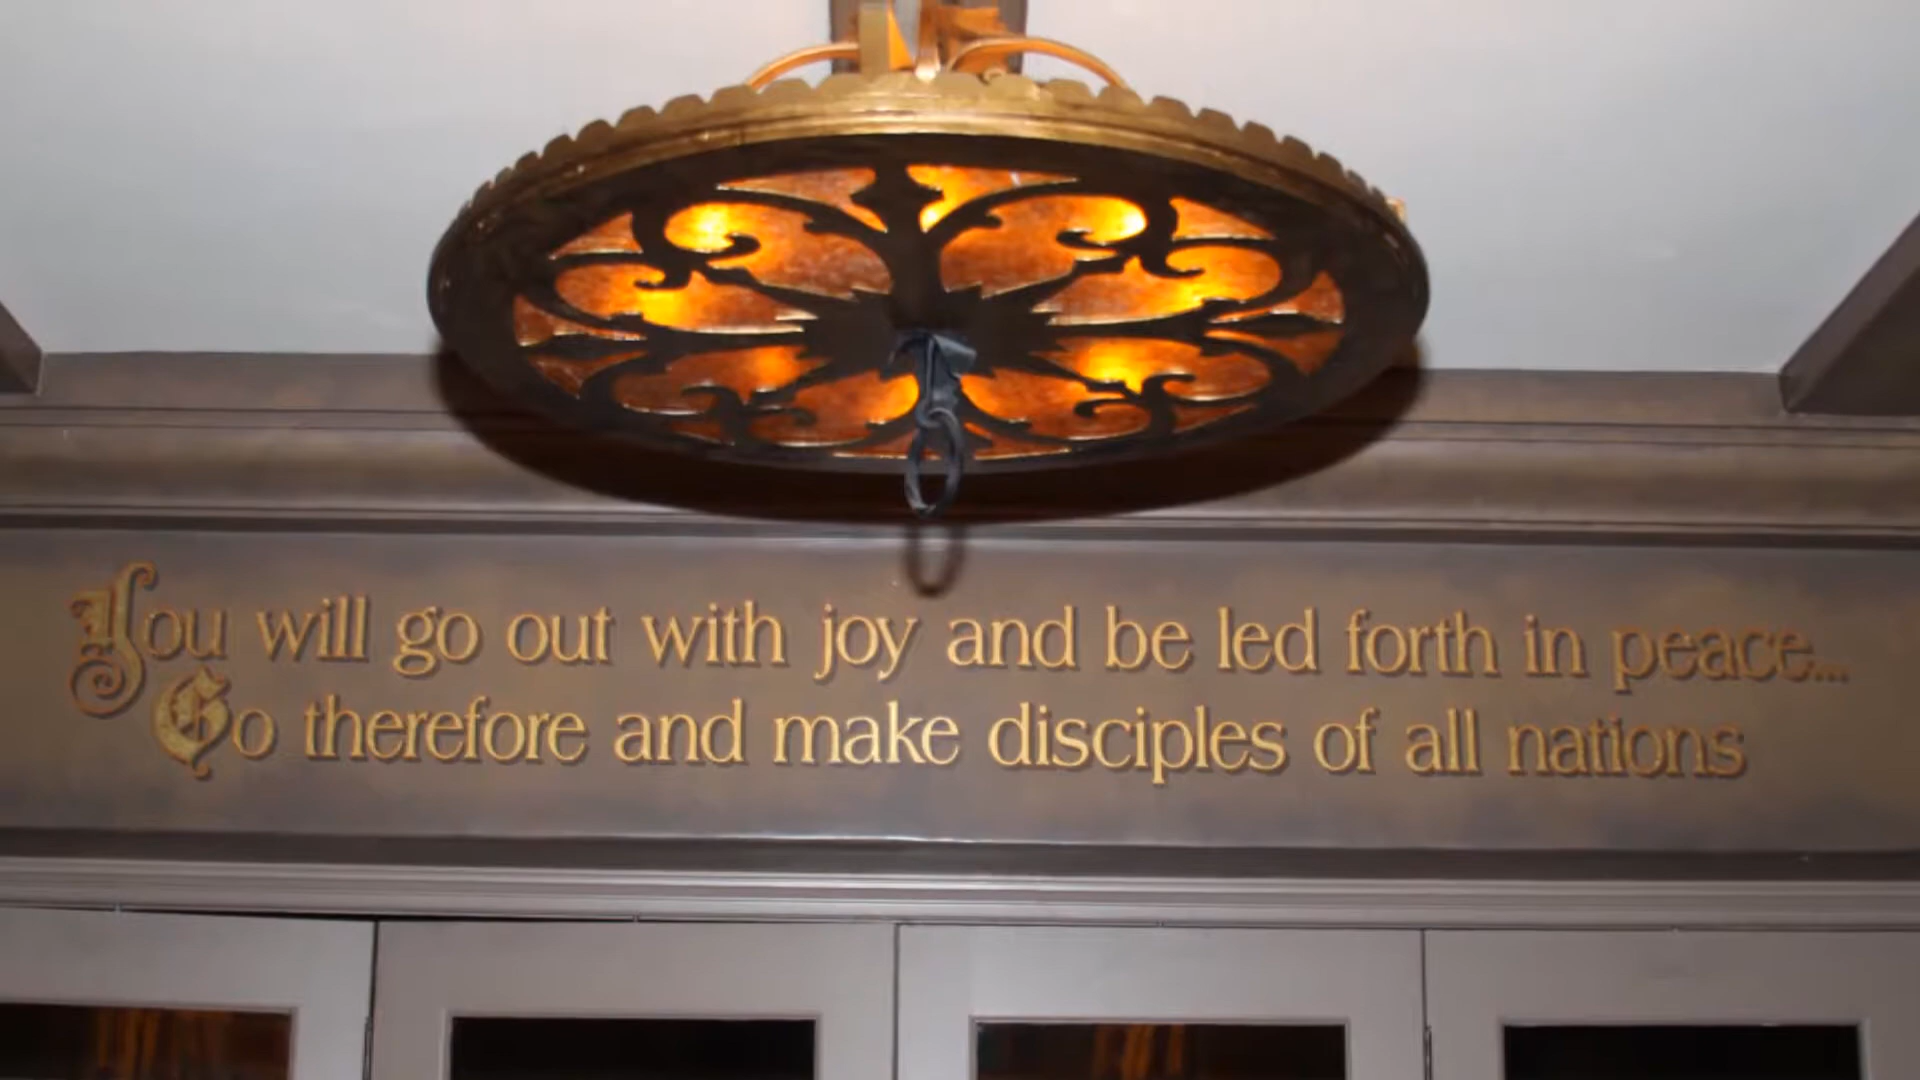 You will go out with joy and be led forth in peace...
Go therefore and make disciples of all nations